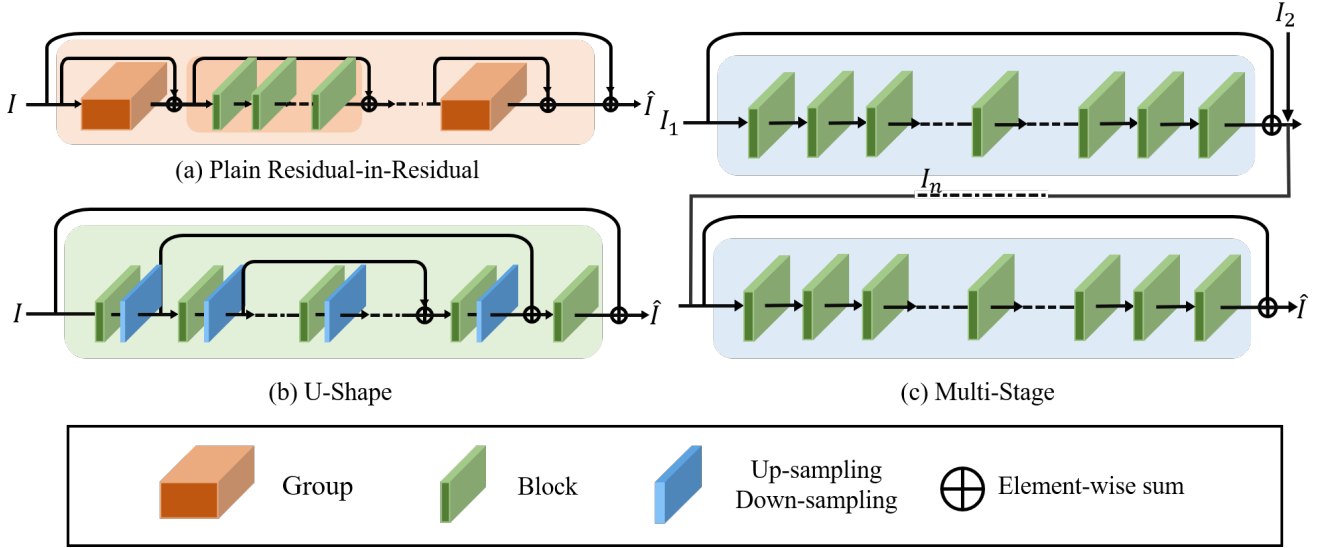 I
Î
(a) Plain Residual-in-Residual
I
Î
(b) U-Shape
I₂
I₁
Iₙ
Î
(c) Multi-Stage
Group
Block
Up-sampling
Down-sampling
Element-wise sum